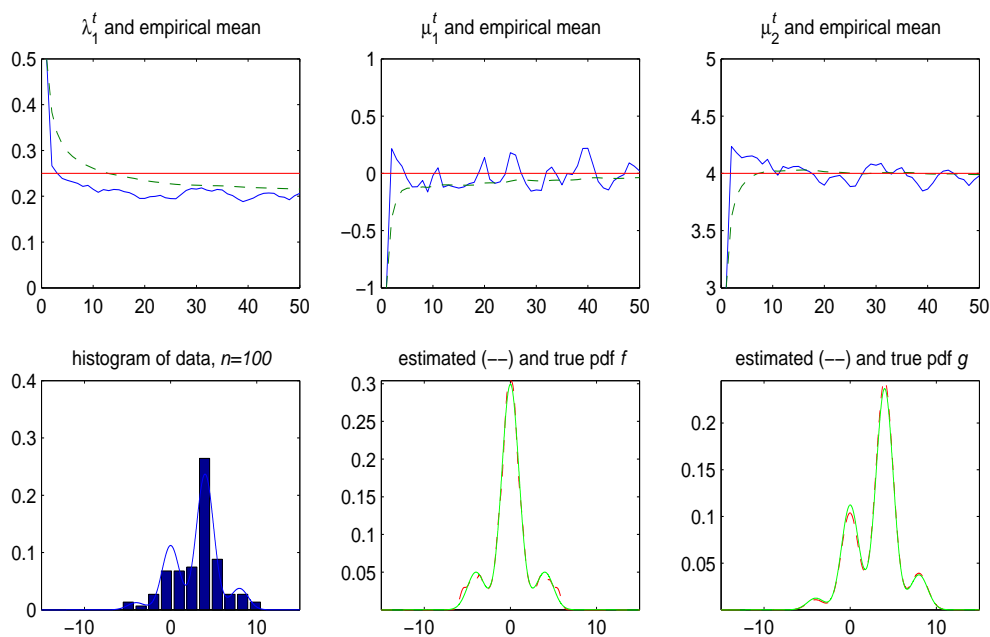 λ₁ᵗ and empirical mean
0.5
0.4
0.3
0.2
0.1
0
0 10 20 30 40 50
μ₁ᵗ and empirical mean
1
0.5
0
−0.5
−1
0 10 20 30 40 50
μ₂ᵗ and empirical mean
5
4.5
4
3.5
3
0 10 20 30 40 50
histogram of data, n=100
0.4
0.3
0.2
0.1
0
−10 0 10
estimated (−−) and true pdf f
0.3
0.25
0.2
0.15
0.1
0.05
−10 0 10
estimated (−−) and true pdf g
0.2
0.15
0.1
0.05
−10 0 10